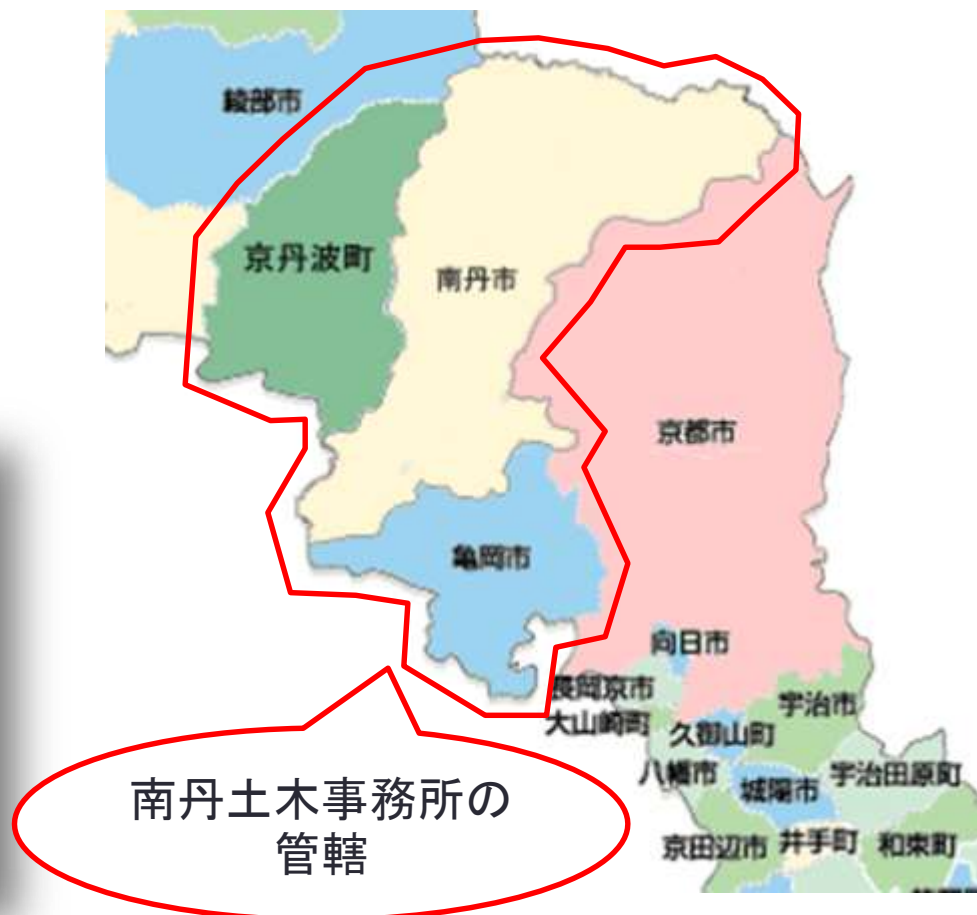 綾部市
京丹波町
南丹市
京都市
亀岡市
向日市
長岡京市
大山崎町
宇治市
久御山町
八幡市
城陽市
宇治田原町
京田辺市
井手町
和束町
南丹土木事務所の
管轄